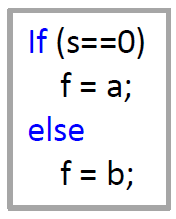 If (s==0)
f = a;
else
f = b;